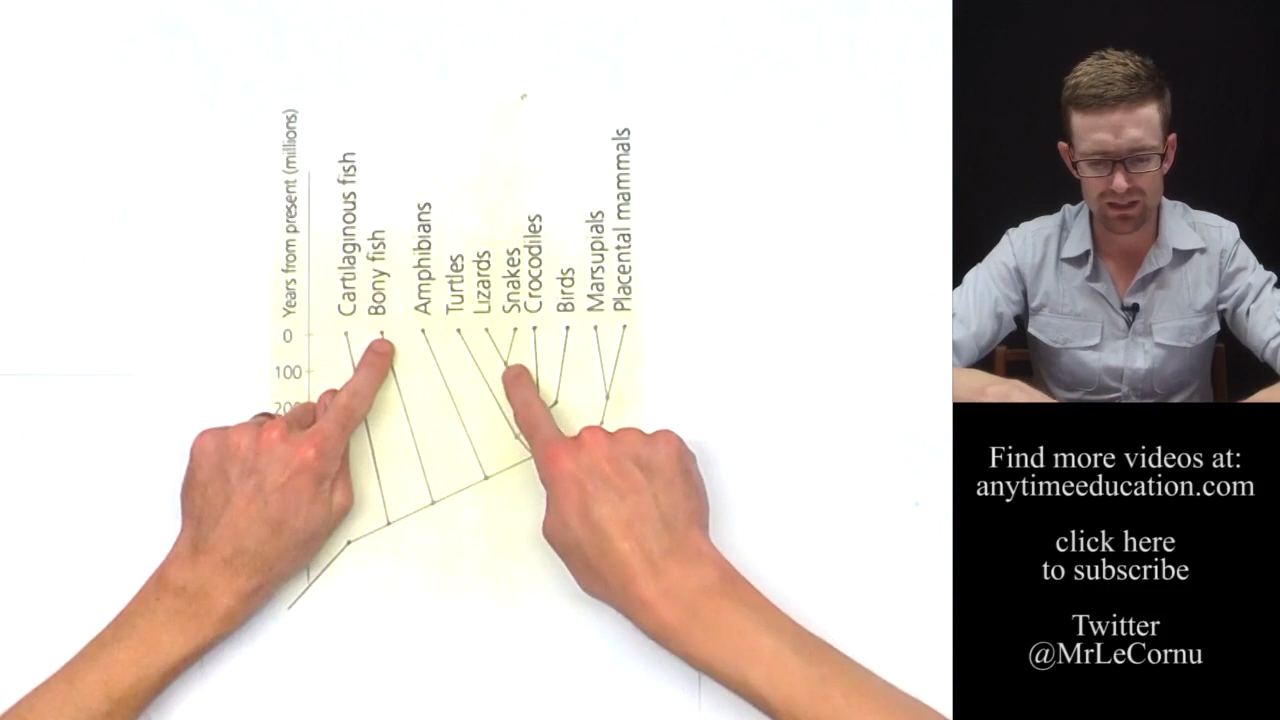 Years from present (millions)
0
100
Cartilaginous fish
Bony fish
Amphibians
Turtles
Lizards
Snakes
Crocodiles
Birds
Marsupials
Placental mammals
Find more videos at:
anytimeeducation.com
click here
to subscribe
Twitter
@MrLeCornu